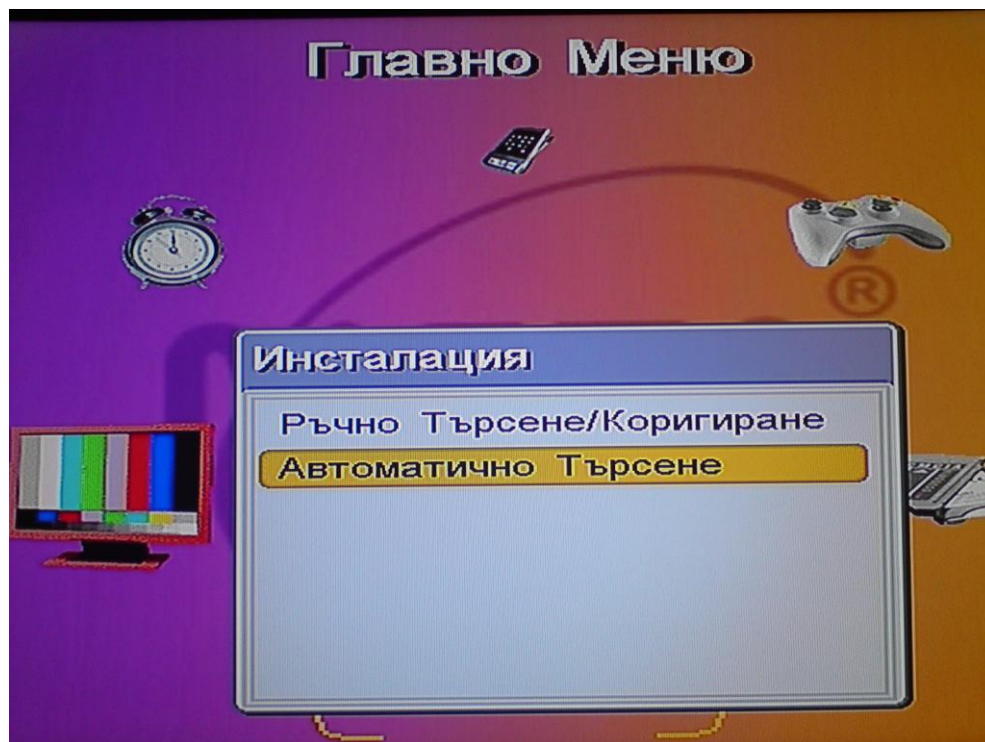 Главно Меню
®
Инсталация
Ръчно Търсене/Коригиране
Автоматично Търсене